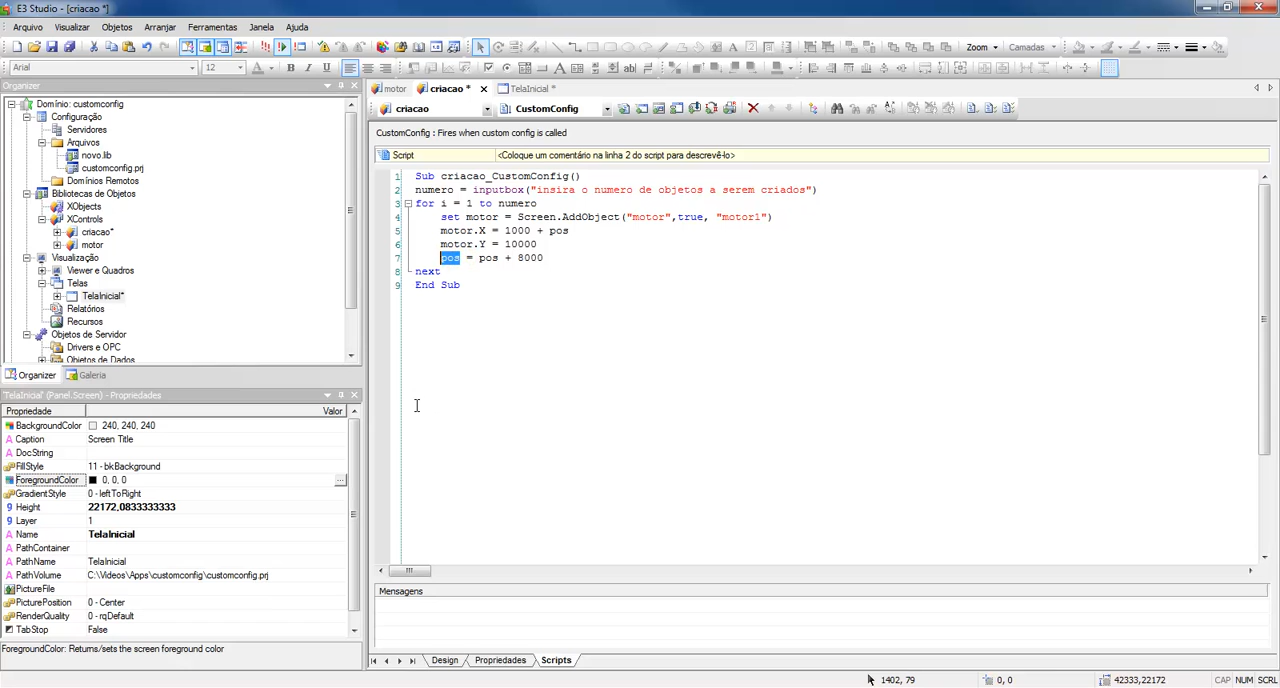 E3 Studio - [criacao *]
Arquivo Visualizar Objetos Arranjar Ferramentas Janela Ajuda
Zoom Camadas
Arial 12 B I U
Organizer
Domínio: customconfig
Configuração
Servidores
Arquivos
novo.lib
customconfig.prj
Domínios Remotos
Bibliotecas de Objetos
XObjects
XControls
criacao*
motor
Visualização
Viewer e Quadros
Telas
TelaInicial*
Relatórios
Recursos
Objetos de Servidor
Drivers e OPC
Objetos de Dados
Organizer Galeria
TelaInicial' (Panel.Screen) - Propriedades
Propriedade Valor
BackgroundColor 240, 240, 240
Caption Screen Title
DocString
FillStyle 11 - bkBackground
ForegroundColor 0, 0, 0 ...
GradientStyle 0 - leftToRight
Height 22172,0833333333
Layer 1
Name TelaInicial
PathContainer
PathName TelaInicial
PathVolume C:\Videos\Apps\customconfig\customconfig.prj
PictureFile
PicturePosition 0 - Center
RenderQuality 0 - rqDefault
TabStop False
ForegroundColor: Returns/sets the screen foreground color
motor criacao * TelaInicial *
criacao CustomConfig
CustomConfig : Fires when custom config is called
Script <Coloque um comentário na linha 2 do script para descrevê-lo>
1 Sub criacao_CustomConfig()
2 numero = inputbox("insira o numero de objetos a serem criados")
3 for i = 1 to numero
4 set motor = Screen.AddObject("motor",true, "motor1")
5 motor.X = 1000 + pos
6 motor.Y = 10000
7 pos = pos + 8000
8 next
9 End Sub
Mensagens
Design Propriedades Scripts
1402, 79 0, 0 42333,22172 CAP NUM SCRL